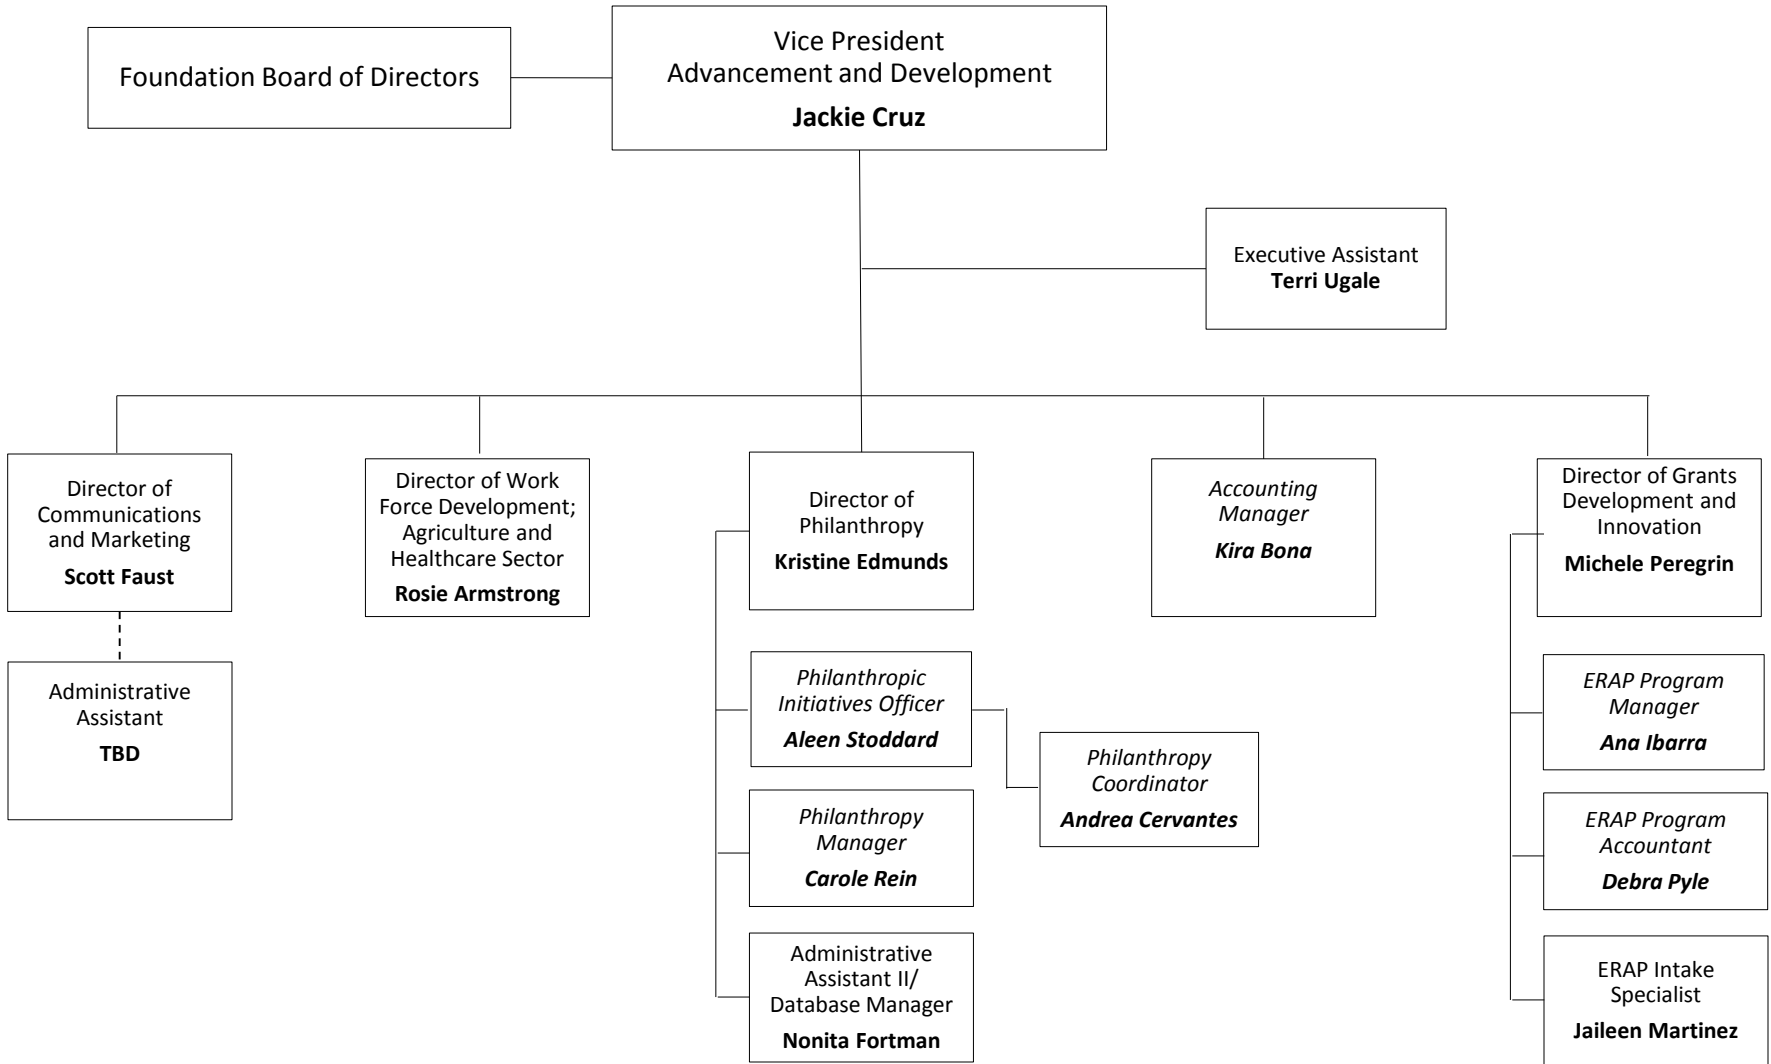 Foundation Board of Directors
Vice President
Advancement and Development
Jackie Cruz
Executive Assistant
Terri Ugale
Director of
Communications
and Marketing
Scott Faust
Administrative
Assistant
TBD
Director of Work
Force Development;
Agriculture and
Healthcare Sector
Rosie Armstrong
Director of
Philanthropy
Kristine Edmunds
Philanthropic
Initiatives Officer
Aleen Stoddard
Philanthropy
Coordinator
Andrea Cervantes
Philanthropy
Manager
Carole Rein
Administrative
Assistant II/
Database Manager
Nonita Fortman
Accounting
Manager
Kira Bona
Director of Grants
Development and
Innovation
Michele Peregrin
ERAP Program
Manager
Ana Ibarra
ERAP Program
Accountant
Debra Pyle
ERAP Intake
Specialist
Jaileen Martinez